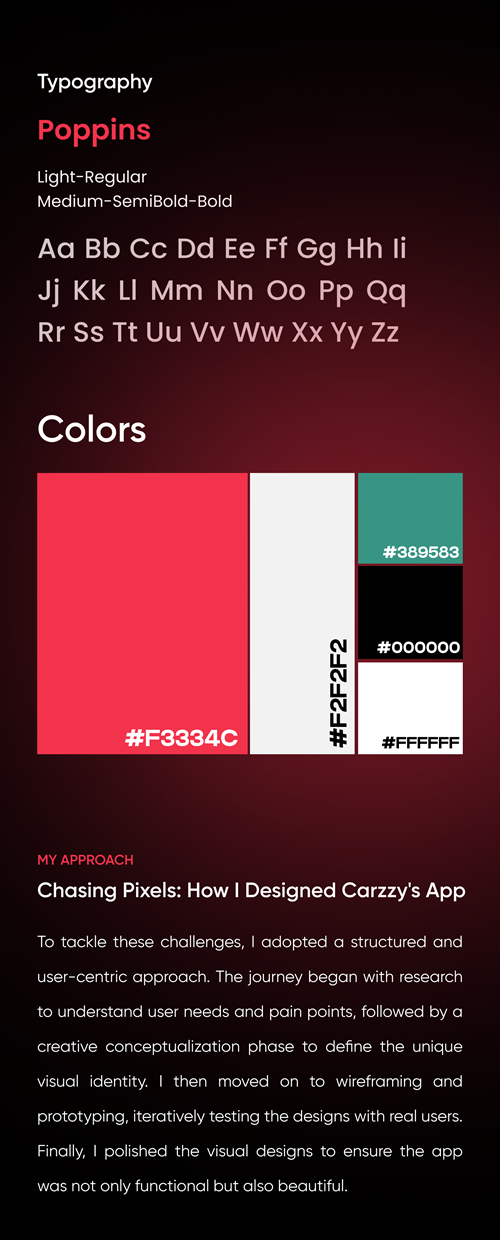 Typography
Poppins
Light-Regular
Medium-SemiBold-Bold
Aa Bb Cc Dd Ee Ff Gg Hh Ii
Jj Kk Ll Mm Nn Oo Pp Qq
Rr Ss Tt Uu Vv Ww Xx Yy Zz
Colors
#F3334C
#F2F2F2
#389583
#000000
#FFFFFF
MY APPROACH
Chasing Pixels: How I Designed Carzzy's App
To tackle these challenges, I adopted a structured and
user-centric approach. The journey began with research
to understand user needs and pain points, followed by a
creative conceptualization phase to define the unique
visual identity. I then moved on to wireframing and
prototyping, iteratively testing the designs with real users.
Finally, I polished the visual designs to ensure the app
was not only functional but also beautiful.